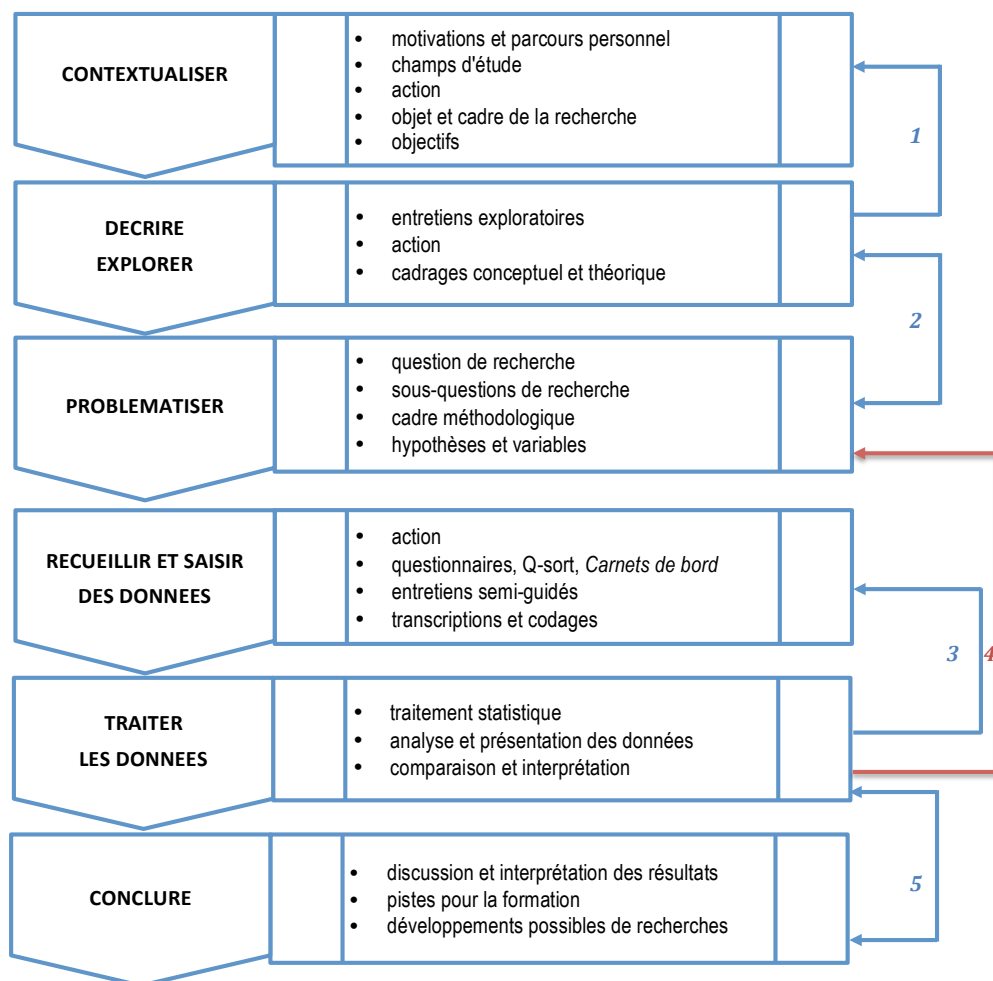 CONTEXTUALISER
• motivations et parcours personnel
• champs d'étude
• action
• objet et cadre de la recherche
• objectifs
1
DECRIRE
EXPLORER
• entretiens exploratoires
• action
• cadrages conceptuel et théorique
2
PROBLEMATISER
• question de recherche
• sous-questions de recherche
• cadre méthodologique
• hypothèses et variables
RECUEILLIR ET SAISIR
DES DONNEES
• action
• questionnaires, Q-sort, Carnets de bord
• entretiens semi-guidés
• transcriptions et codages
3
4
TRAITER
LES DONNEES
• traitement statistique
• analyse et présentation des données
• comparaison et interprétation
CONCLURE
• discussion et interprétation des résultats
• pistes pour la formation
• développements possibles de recherches
5